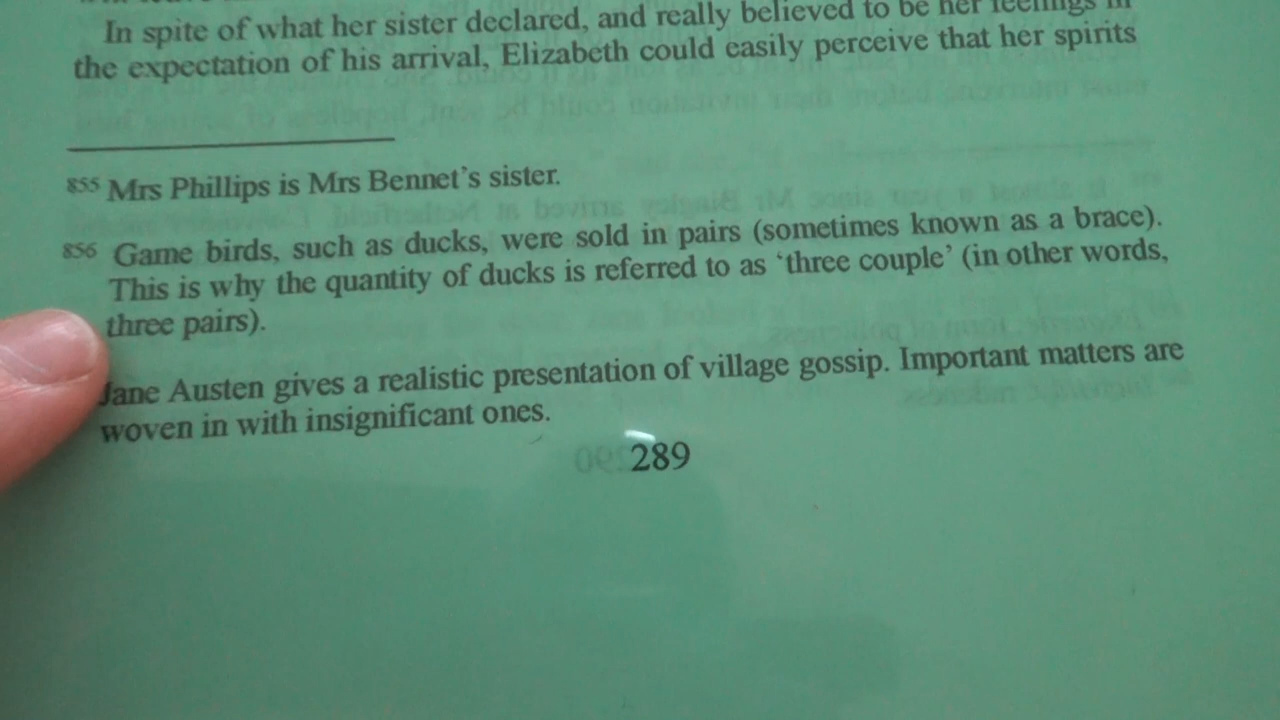 In spite of what her sister declared, and really believed to be her feelings in
the expectation of his arrival, Elizabeth could easily perceive that her spirits
855 Mrs Phillips is Mrs Bennet's sister.
856 Game birds, such as ducks, were sold in pairs (sometimes known as a brace).
This is why the quantity of ducks is referred to as ‘three couple’ (in other words,
three pairs).
Jane Austen gives a realistic presentation of village gossip. Important matters are
woven in with insignificant ones.
289